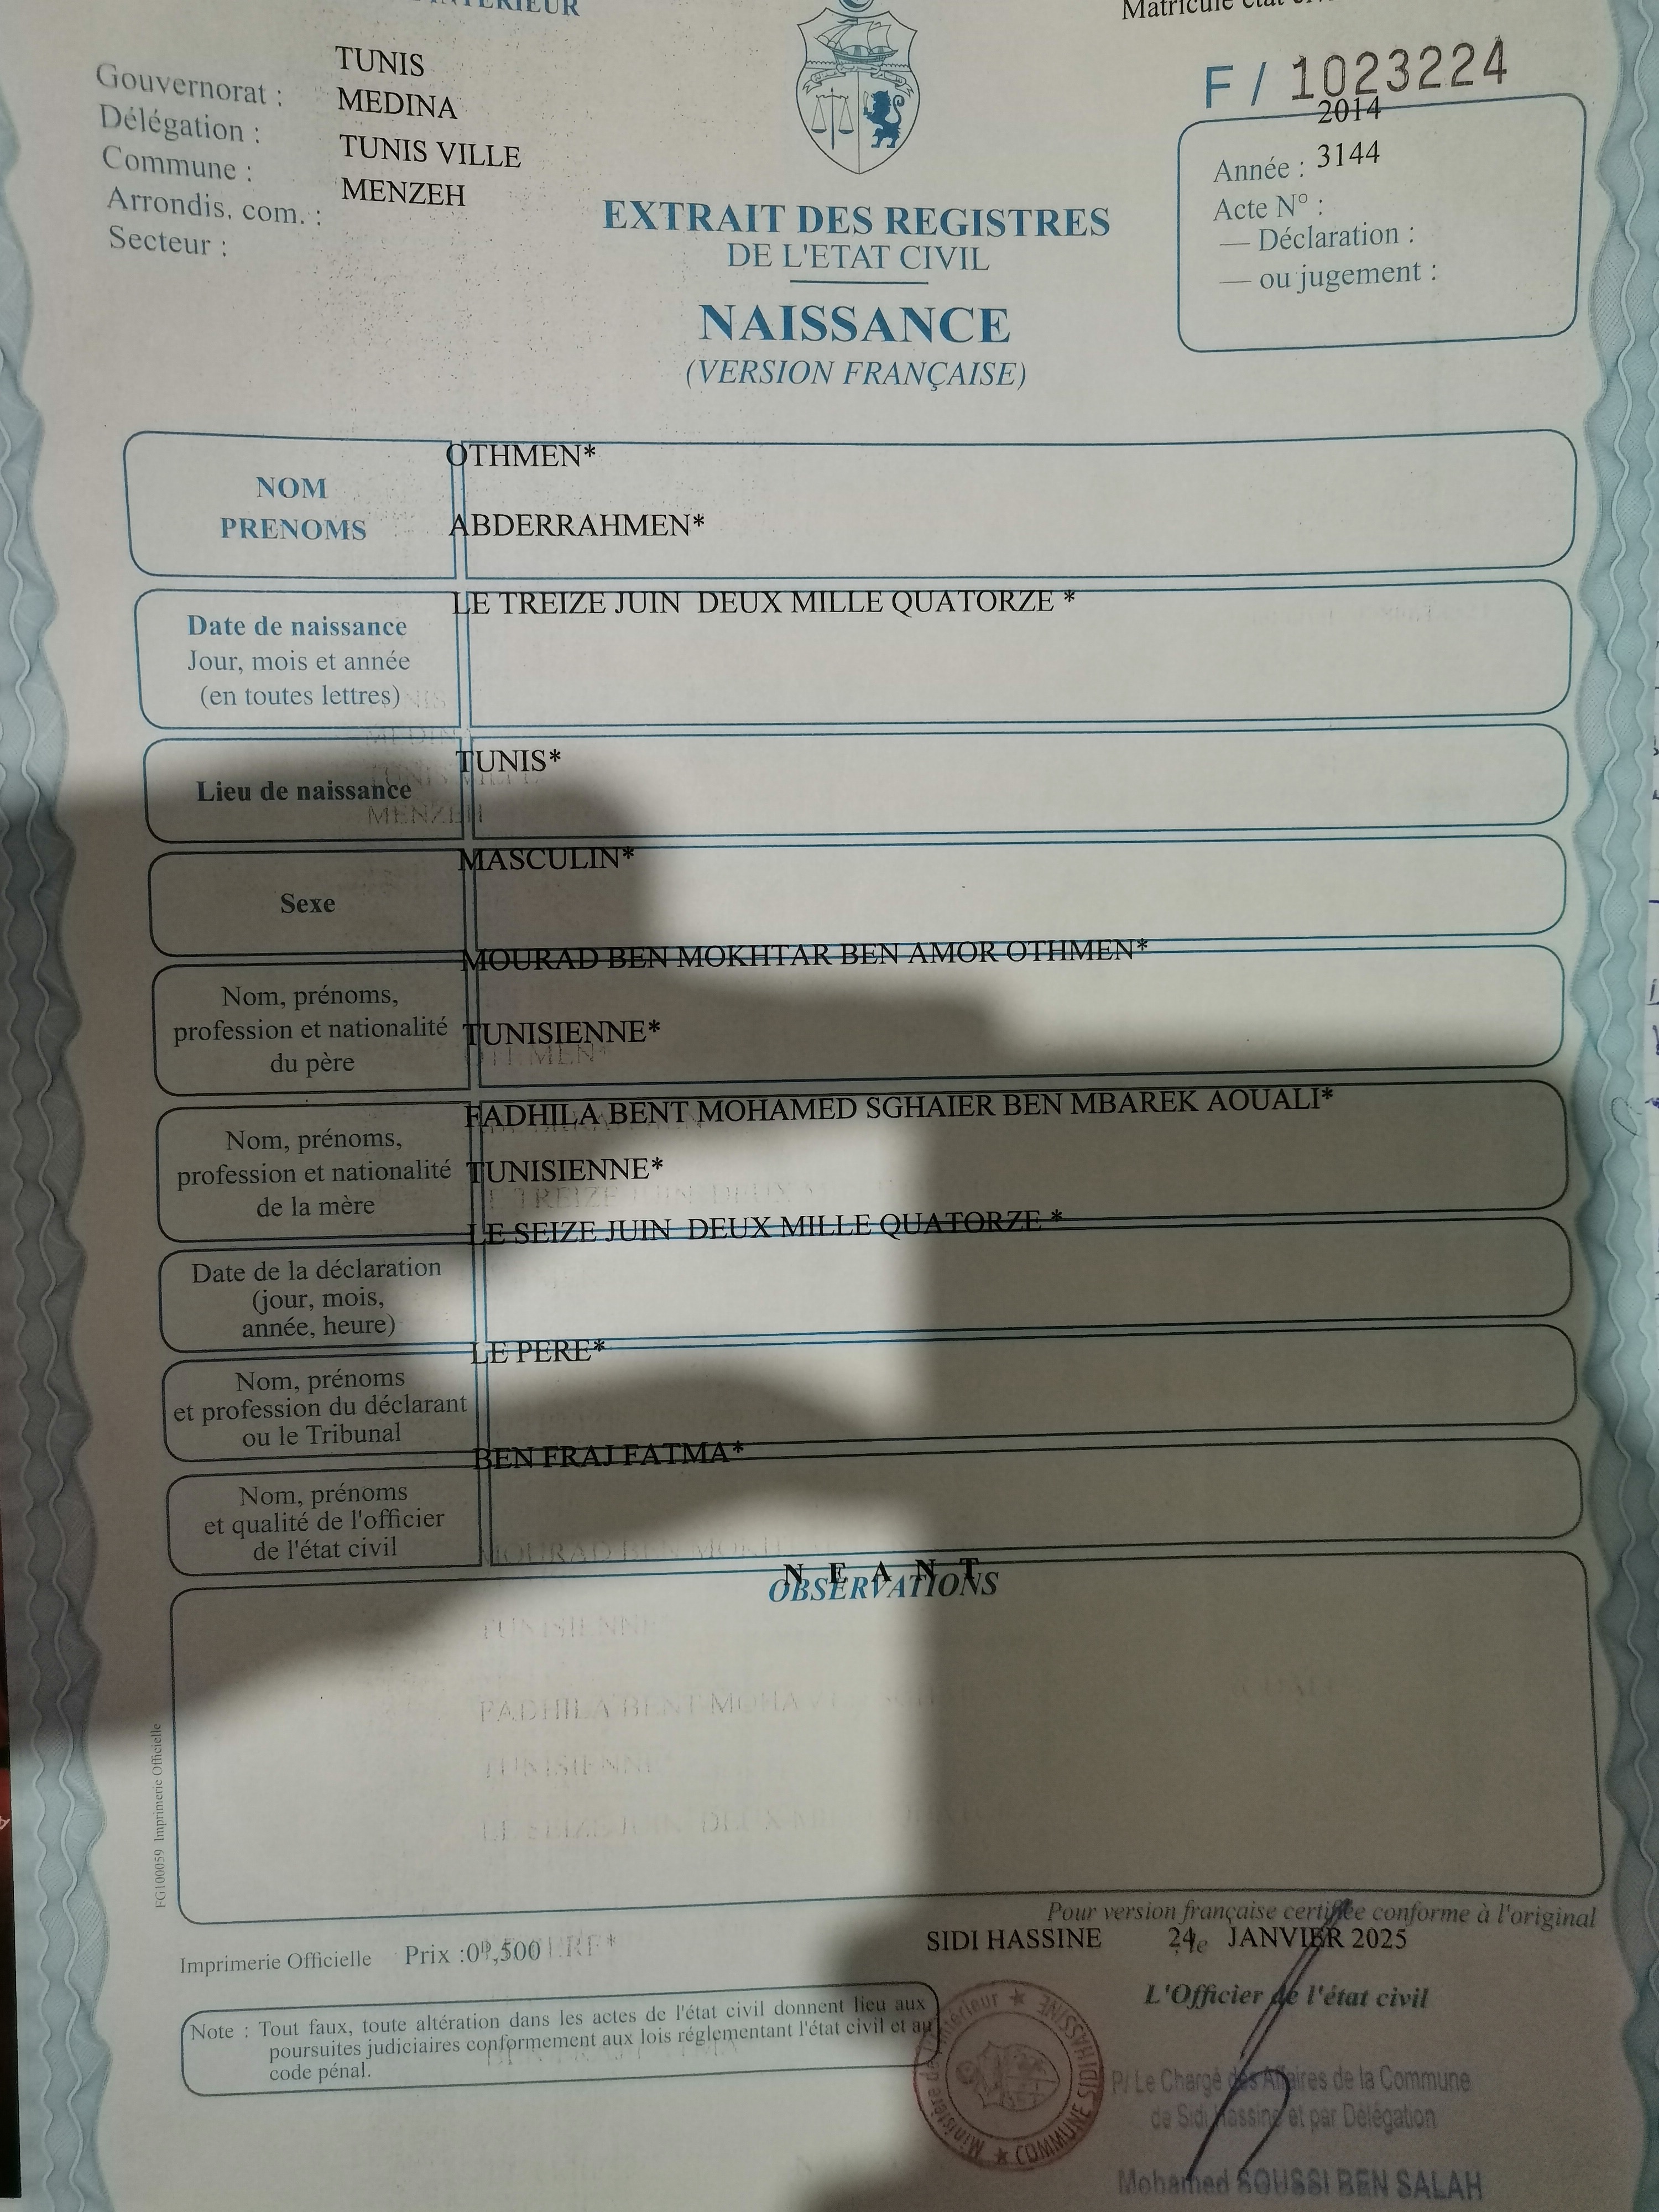 Gouvernorat : TUNIS
Délégation : MEDINA
Commune : TUNIS VILLE
Arrondis. com. : MENZEH
Secteur :
F / 1023224
2014
Année : 3144
Acte N° :
— Déclaration :
— ou jugement :
EXTRAIT DES REGISTRES
DE L'ETAT CIVIL
NAISSANCE
(VERSION FRANÇAISE)
NOM
OTHMEN*
PRENOMS
ABDERRAHMEN*
Date de naissance
Jour, mois et année
(en toutes lettres)
LE TREIZE JUIN DEUX MILLE QUATORZE *
Lieu de naissance
TUNIS*
Sexe
MASCULIN*
Nom, prénoms,
profession et nationalité
du père
MOURAD BEN MOKHTAR BEN AMOR OTHMEN*
TUNISIENNE*
Nom, prénoms,
profession et nationalité
de la mère
FADHILA BENT MOHAMED SGHAIER BEN MBAREK AOUALI*
TUNISIENNE*
Date de la déclaration
(jour, mois,
année, heure)
LE SEIZE JUIN DEUX MILLE QUATORZE *
Nom, prénoms
et profession du déclarant
ou le Tribunal
LE PERE*
Nom, prénoms
et qualité de l'officier
de l'état civil
BEN FRAJ FATMA*
N E A N T
OBSERVATIONS
FG100059 Imprimerie Officielle
Pour version française certifiée conforme à l'original
SIDI HASSINE 24 le JANVIER 2025
Imprimerie Officielle Prix :
L'Officier de l'état civil
Note : Tout faux, toute altération dans les actes de l'état civil donnent lieu aux
poursuites judiciaires conformement aux lois réglementant l'état civil et au
code pénal.
Ministère de l'Intérieur ★ COMMUNE SIDI HASSINE ★
P/ Le Chargé des Affaires de la Commune
de Sidi Hassine et par Délégation
Mohamed SOUSSI BEN SALAH